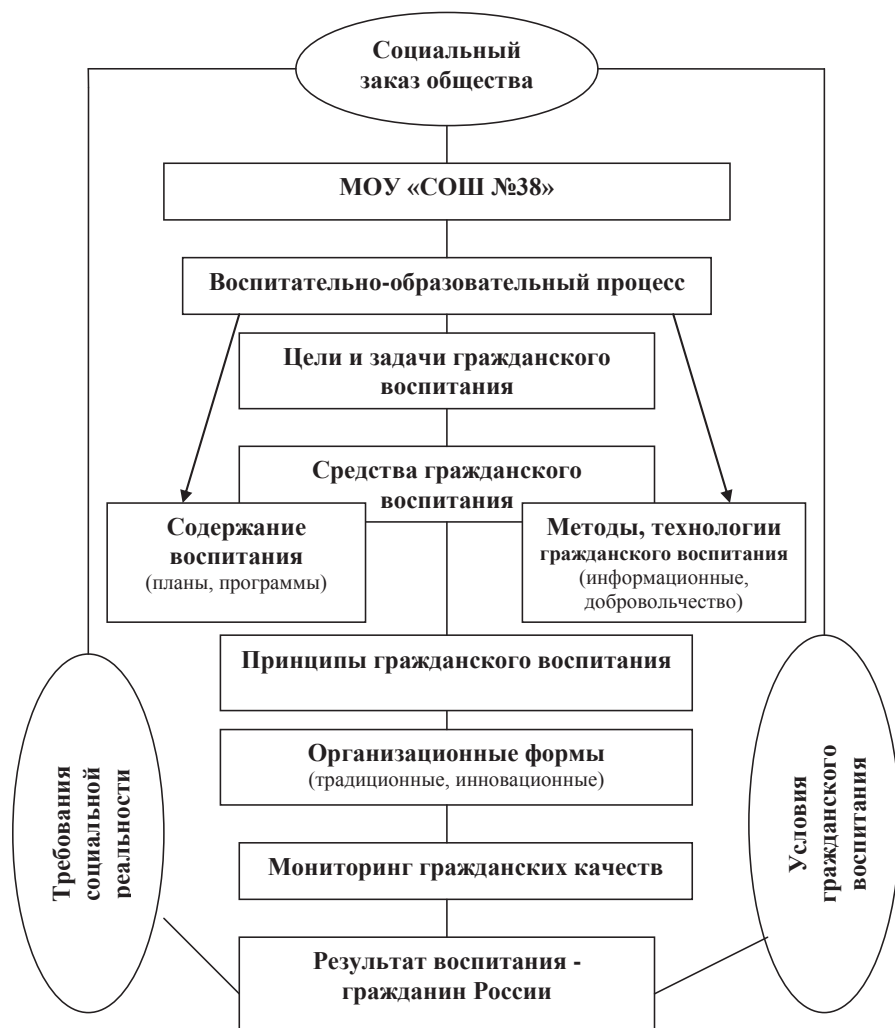 Социальный
заказ общества
МОУ «СОШ №38»
Воспитательно-образовательный процесс
Цели и задачи гражданского
воспитания
Средства гражданского
воспитания
Содержание
воспитания
(планы, программы)
Методы, технологии
гражданского воспитания
(информационные,
добровольчество)
Принципы гражданского воспитания
Организационные формы
(традиционные, инновационные)
Требования
социальной
реальности
Условия
гражданского
воспитания
Мониторинг гражданских качеств
Результат воспитания -
гражданин России